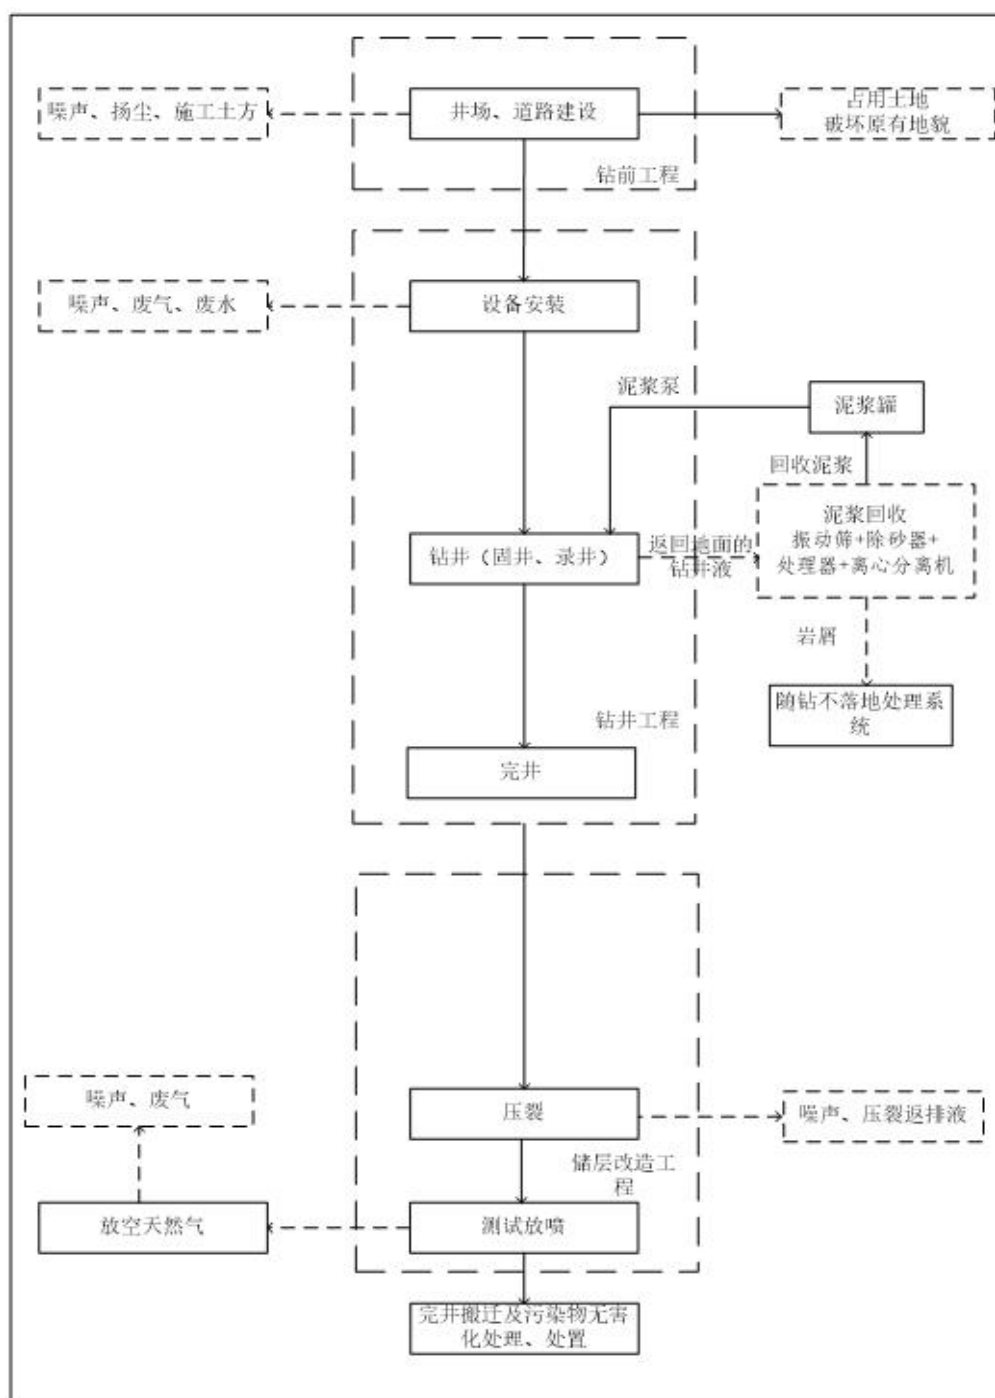 噪声、扬尘、施工土方
井场、道路建设
占用土地
破坏原有地貌
钻前工程
噪声、废气、废水
设备安装
泥浆泵
泥浆罐
回收泥浆
泥浆回收
振动筛+除砂器+
处理器+离心分离机
钻井（固井、录井）
返回地面的
钻井液
岩屑
随钻不落地处理系
统
钻井工程
完井
噪声、废气
压裂
噪声、压裂返排液
储层改造工
程
放空天然气
测试放喷
完井搬迁及污染物无害
化处理、处置